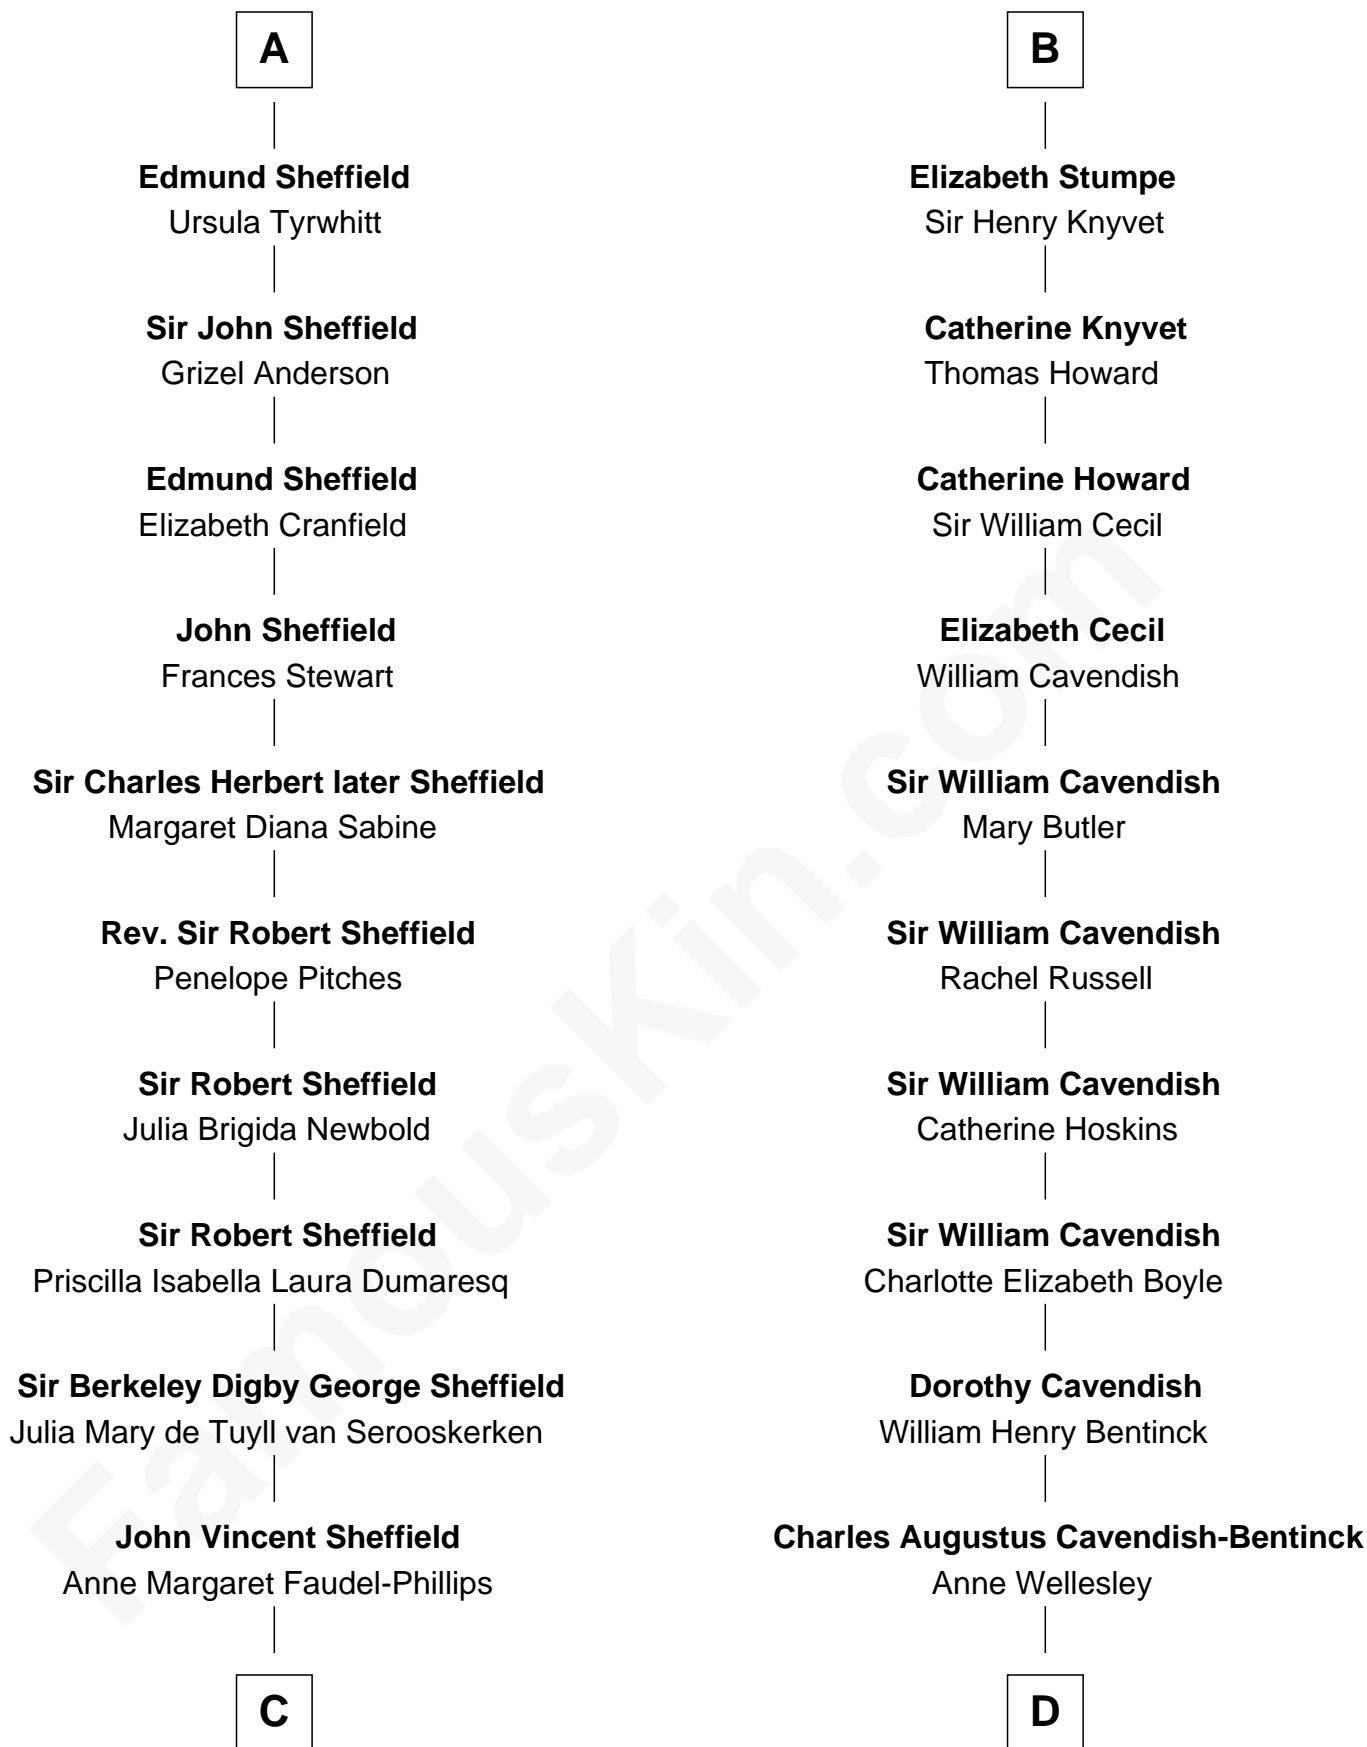 A
Edmund Sheffield
Ursula Tyrwhitt
Sir John Sheffield
Grizel Anderson
Edmund Sheffield
Elizabeth Cranfield
John Sheffield
Frances Stewart
Sir Charles Herbert later Sheffield
Margaret Diana Sabine
Rev. Sir Robert Sheffield
Penelope Pitches
Sir Robert Sheffield
Julia Brigida Newbold
Sir Robert Sheffield
Priscilla Isabella Laura Dumaresq
Sir Berkeley Digby George Sheffield
Julia Mary de Tuyll van Serooskerken
John Vincent Sheffield
Anne Margaret Faudel-Phillips
C
B
Elizabeth Stumpe
Sir Henry Knyvet
Catherine Knyvet
Thomas Howard
Catherine Howard
Sir William Cecil
Elizabeth Cecil
William Cavendish
Sir William Cavendish
Mary Butler
Sir William Cavendish
Rachel Russell
Sir William Cavendish
Catherine Hoskins
Sir William Cavendish
Charlotte Elizabeth Boyle
Dorothy Cavendish
William Henry Bentinck
Charles Augustus Cavendish-Bentinck
Anne Wellesley
D
FamousKin.com